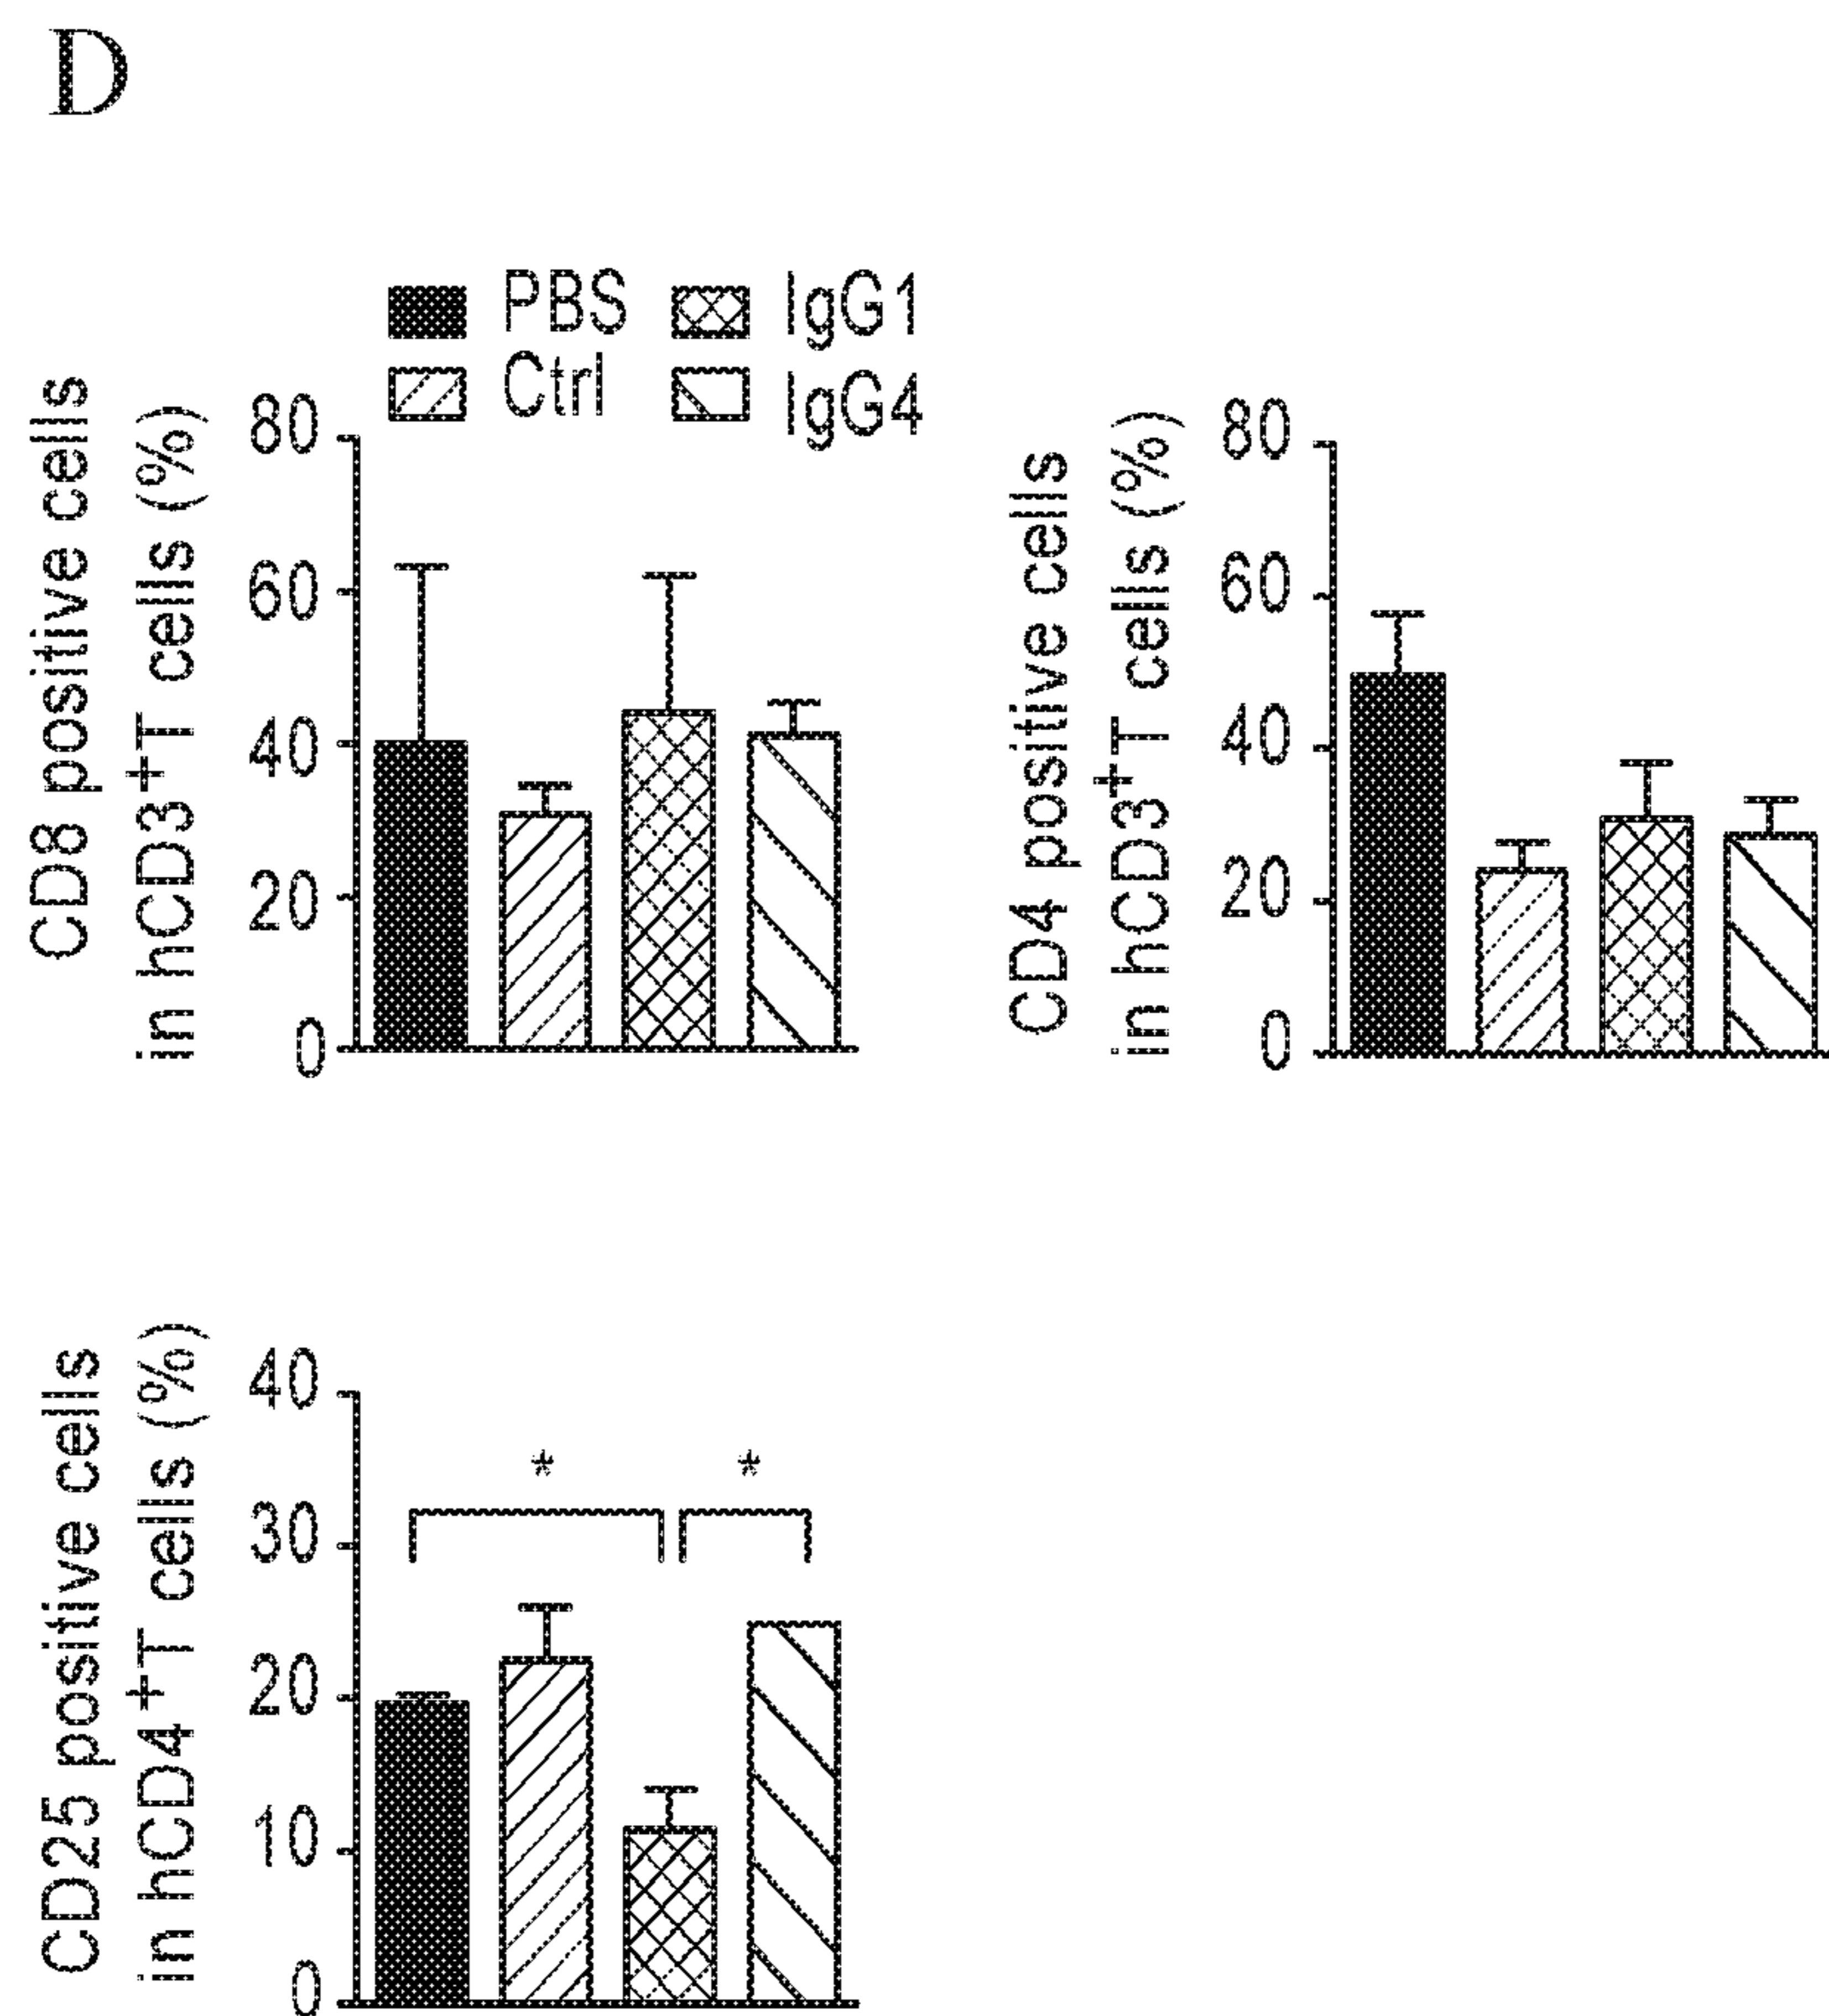 D
PBS
IgG1
Ctrl
IgG4
CD8 positive cells
in hCD3+T cells (%)
80
60
40
20
0
CD4 positive cells
in hCD3+T cells (%)
80
60
40
20
0
CD25 positive cells
in hCD4+T cells (%)
40
30
20
10
0
*
*